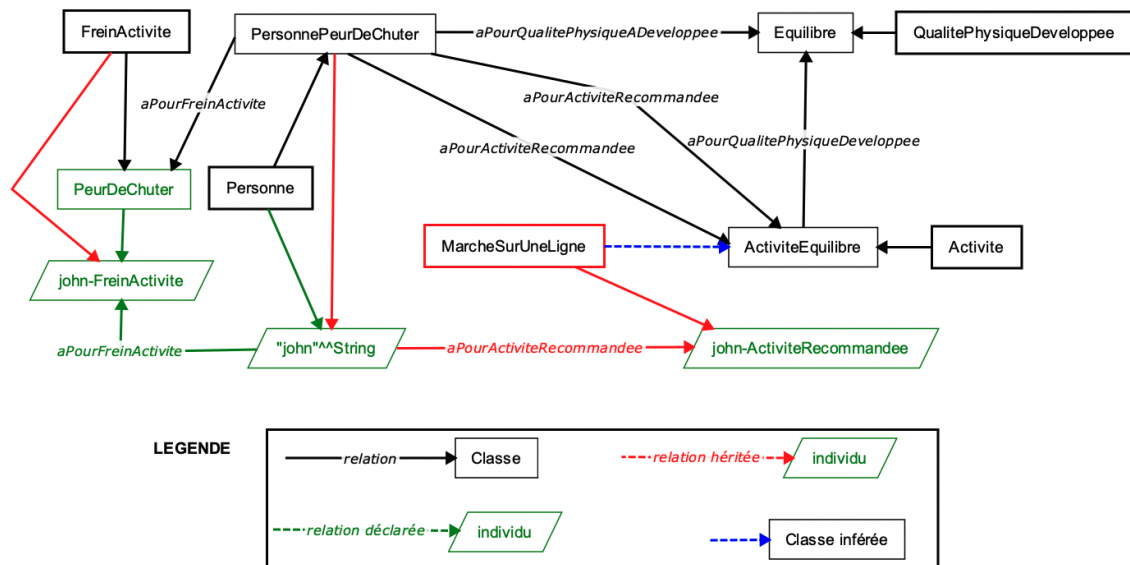 FreinActivite
PersonnePeurDeChuter
aPourQualitePhysiqueADeveloppee
Equilibre
QualitePhysiqueDeveloppee
aPourFreinActivite
aPourActiviteRecommandee
aPourActiviteRecommandee
aPourQualitePhysiqueDeveloppee
PeurDeChuter
Personne
MarcheSurUneLigne
ActiviteEquilibre
Activite
john-FreinActivite
aPourFreinActivite
"john"^^String
aPourActiviteRecommandee
john-ActiviteRecommandee
LEGENDE
relation
Classe
relation héritée
individu
relation déclarée
individu
Classe inférée